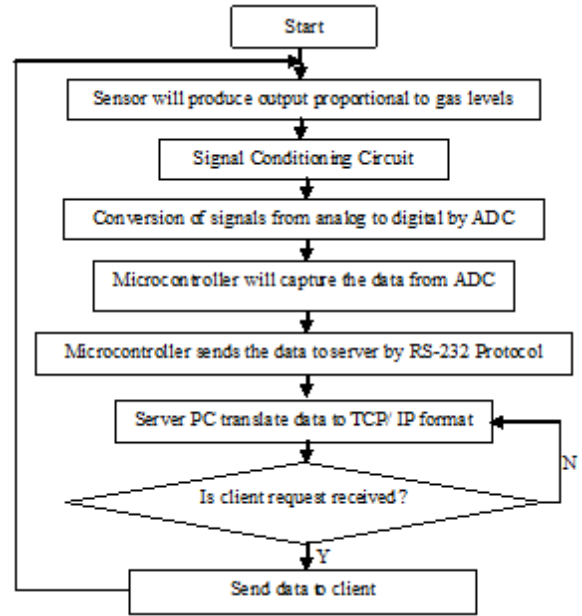 Start
Sensor will produce output proportional to gas levels
Signal Conditioning Circuit
Conversion of signals from analog to digital by ADC
Microcontroller will capture the data from ADC
Microcontroller sends the data to server by RS-232 Protocol
Server PC translate data to TCP/ IP format
N
Is client request received?
Y
Send data to client